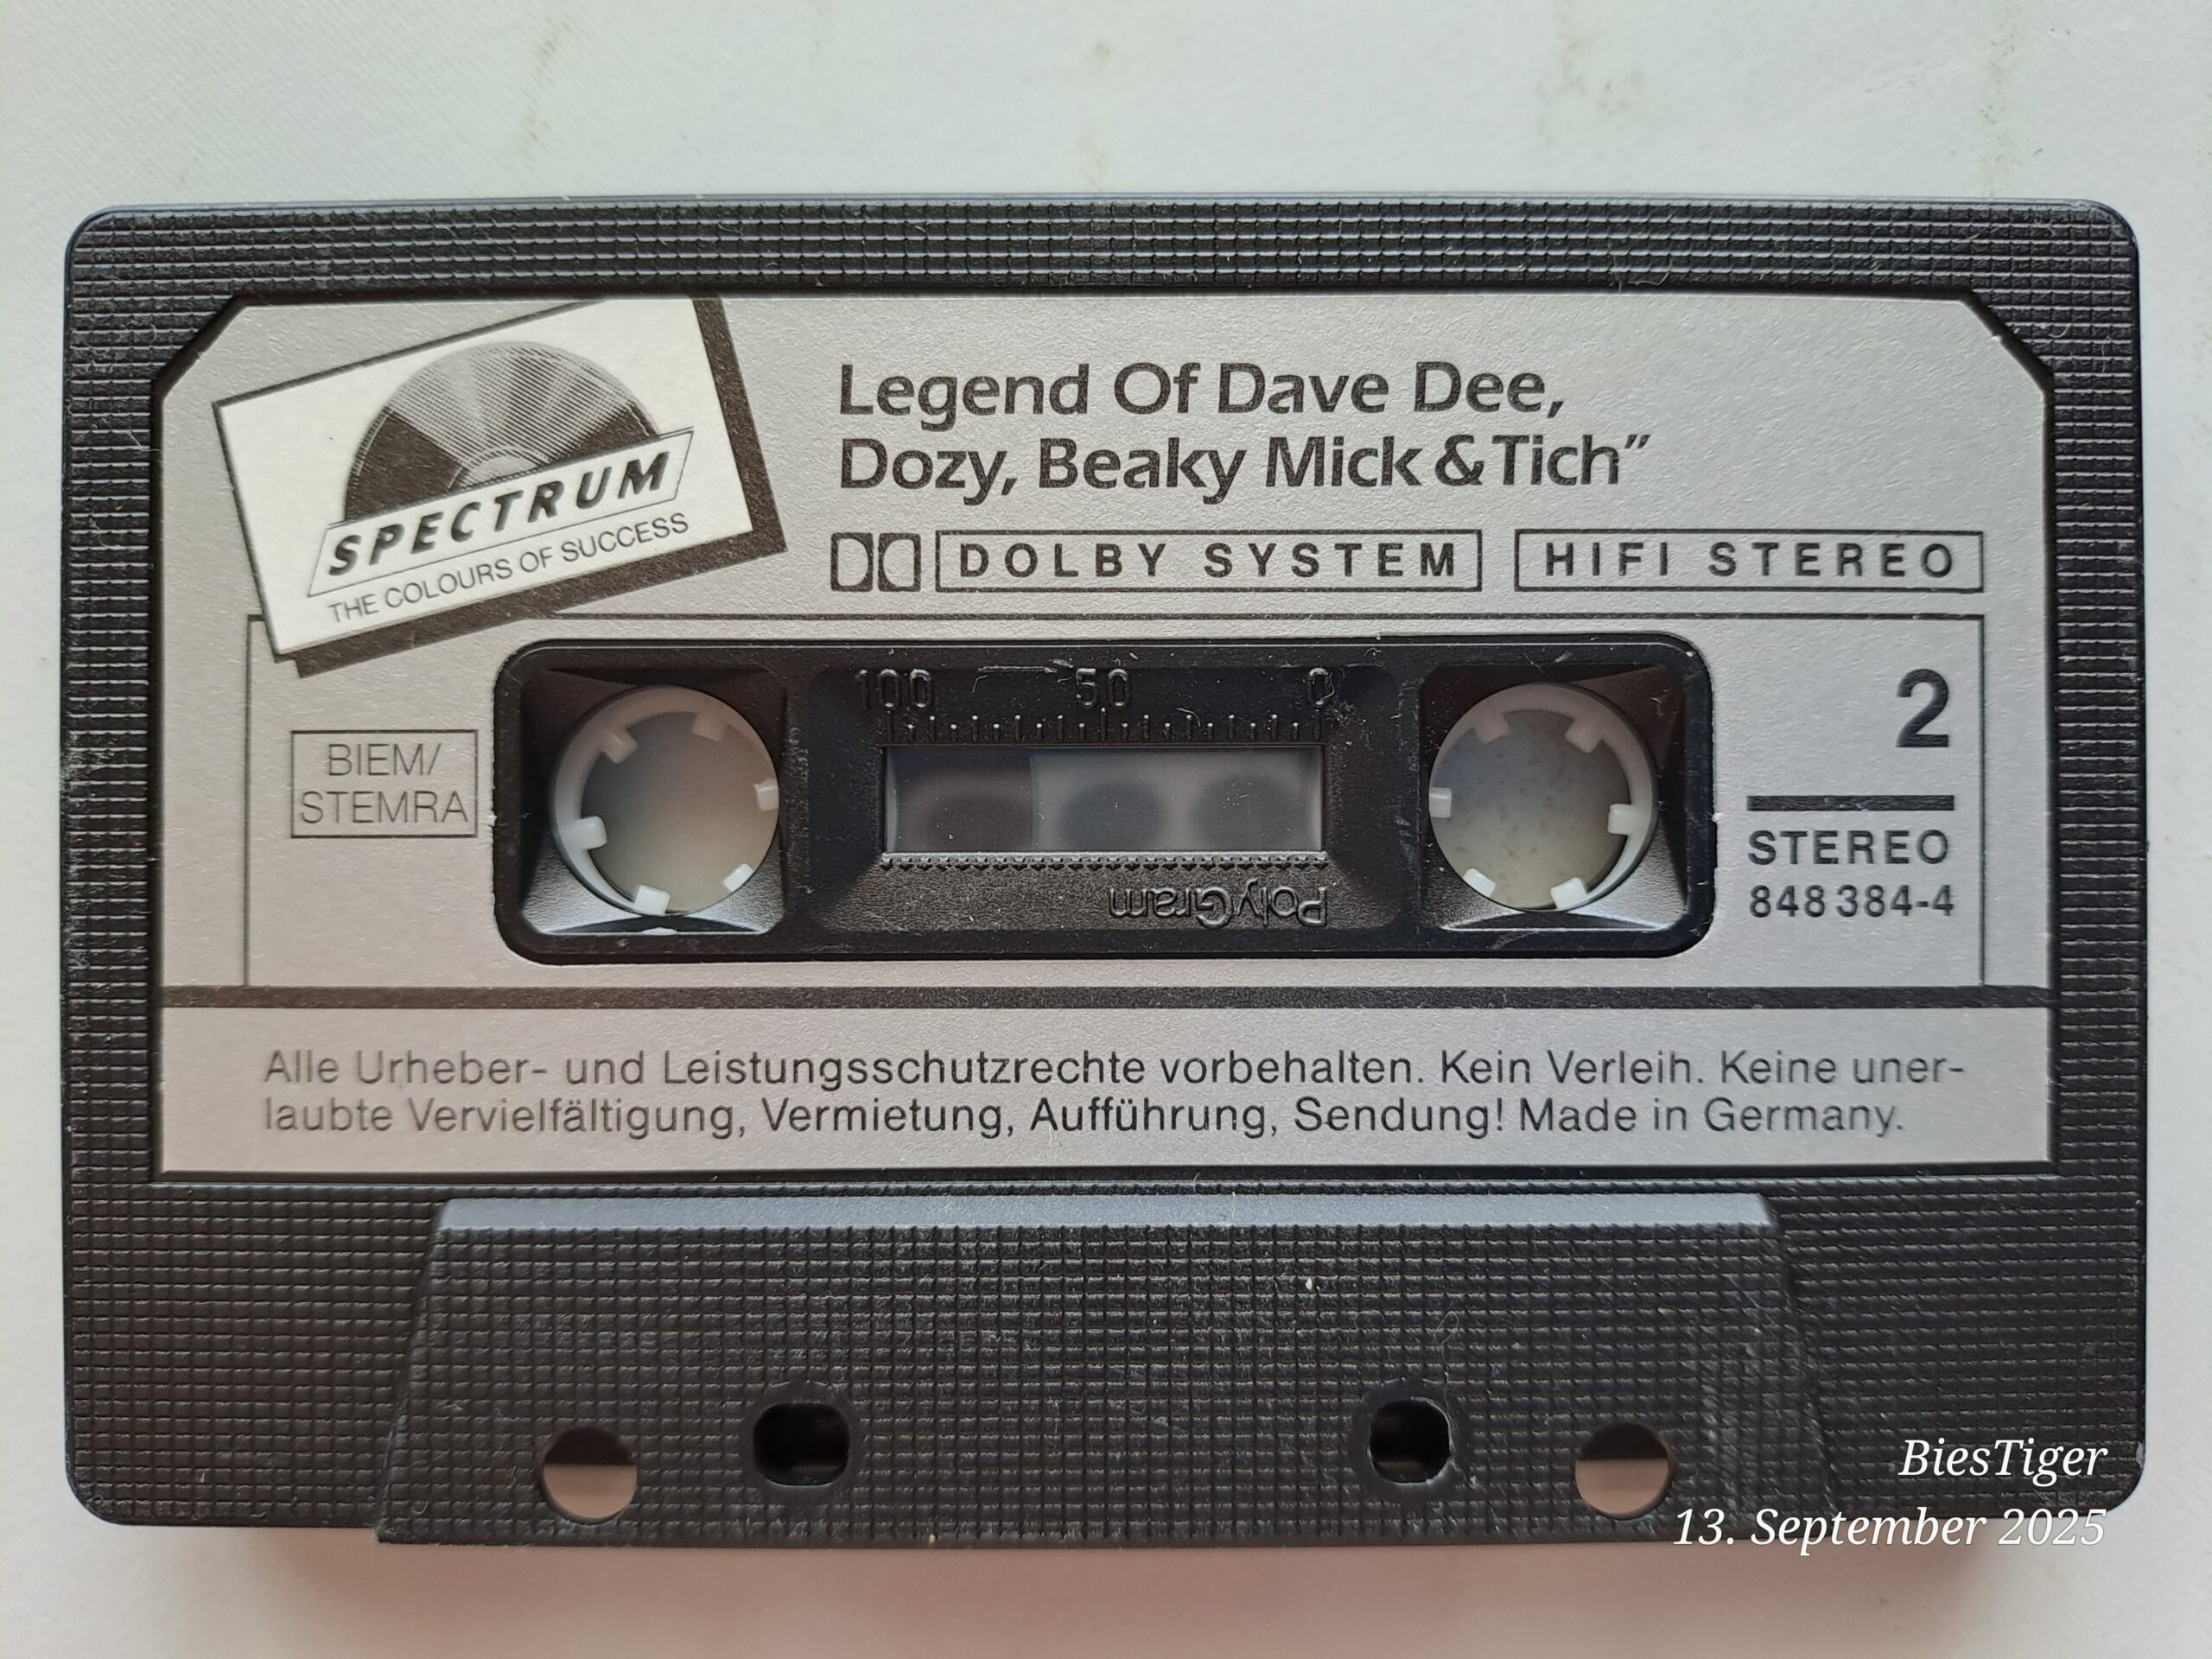 Legend Of Dave Dee,
Dozy, Beaky Mick & Tich”
SPECTRUM
THE COLOURS OF SUCCESS
DOLBY SYSTEM
HIFI STEREO
100 50 0
2
BIEM/
STEMRA
STEREO
848 384-4
PolyGram
Alle Urheber- und Leistungsschutzrechte vorbehalten. Kein Verleih. Keine uner-
laubte Vervielfältigung, Vermietung, Aufführung, Sendung! Made in Germany.
BiesTiger
13. September 2025